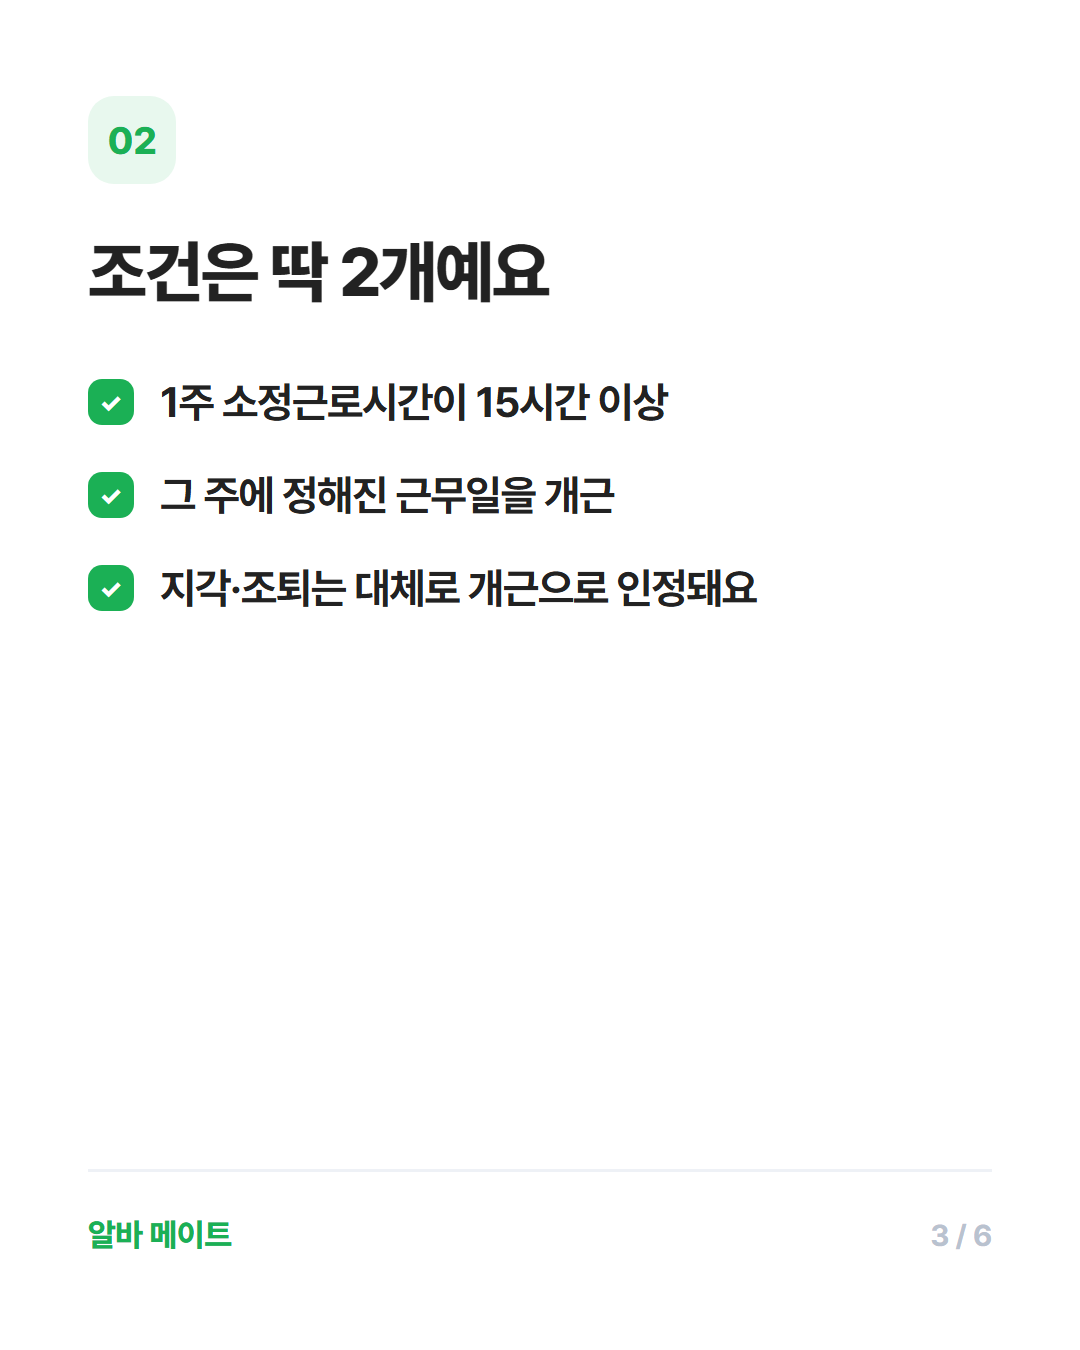 02
조건은 딱 2개예요
1주 소정근로시간이 15시간 이상
그 주에 정해진 근무일을 개근
지각·조퇴는 대체로 개근으로 인정돼요
알바 메이트
3 / 6